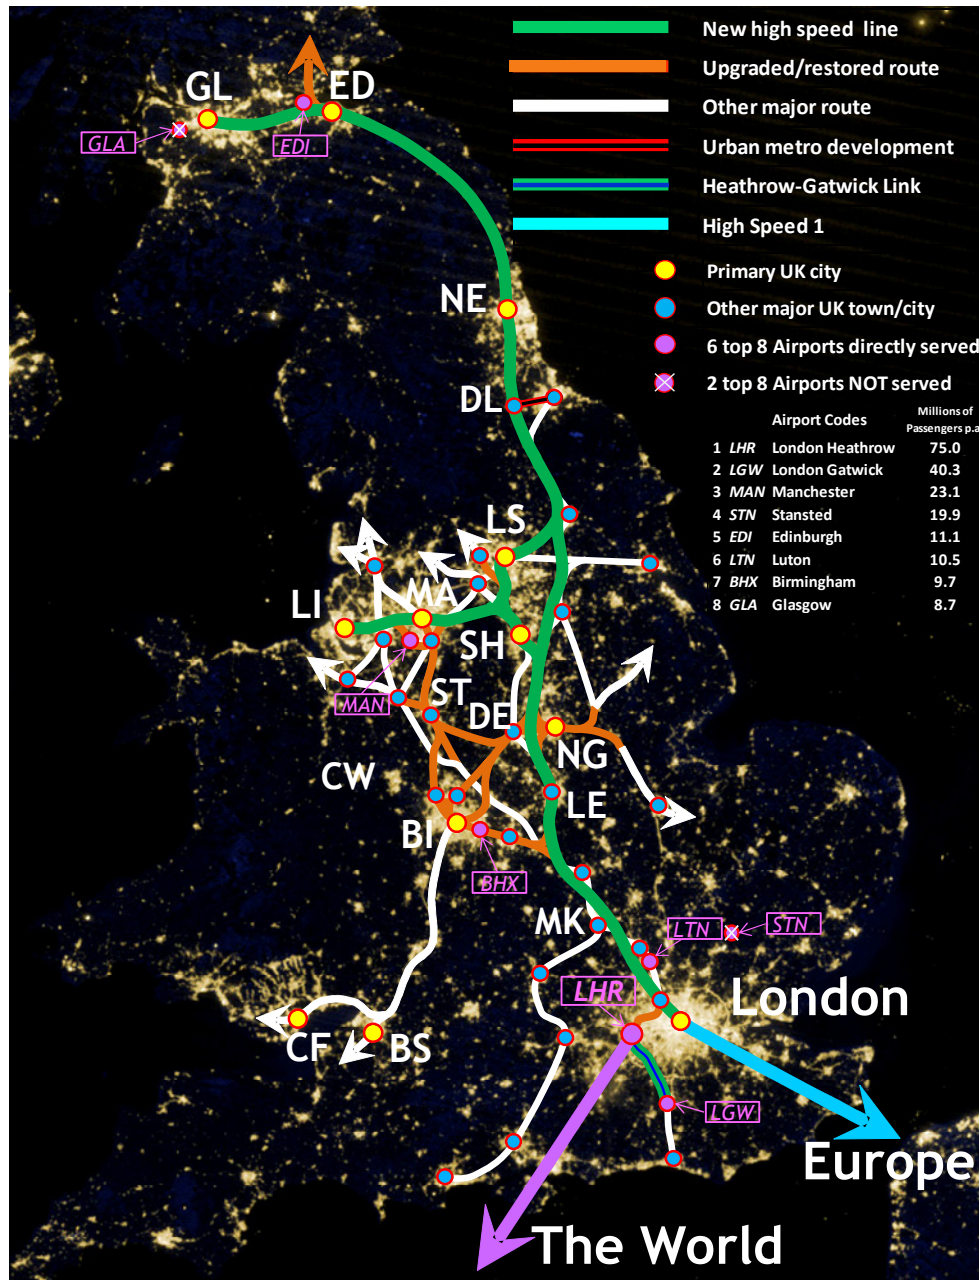 New high speed line
Upgraded/restored route
Other major route
Urban metro development
Heathrow-Gatwick Link
High Speed 1
Primary UK city
Other major UK town/city
6 top 8 Airports directly served
2 top 8 Airports NOT served
Airport Codes Millions of Passengers p.a
1 LHR London Heathrow 75.0
2 LGW London Gatwick 40.3
3 MAN Manchester 23.1
4 STN Stansted 19.9
5 EDI Edinburgh 11.1
6 LTN Luton 10.5
7 BHX Birmingham 9.7
8 GLA Glasgow 8.7
GL
ED
GLA
EDI
NE
DL
LS
MA
LI
SH
MAN
ST
DE
NG
CW
LE
BI
BHX
MK
LTN
STN
LHR
London
CF
BS
LGW
Europe
The World